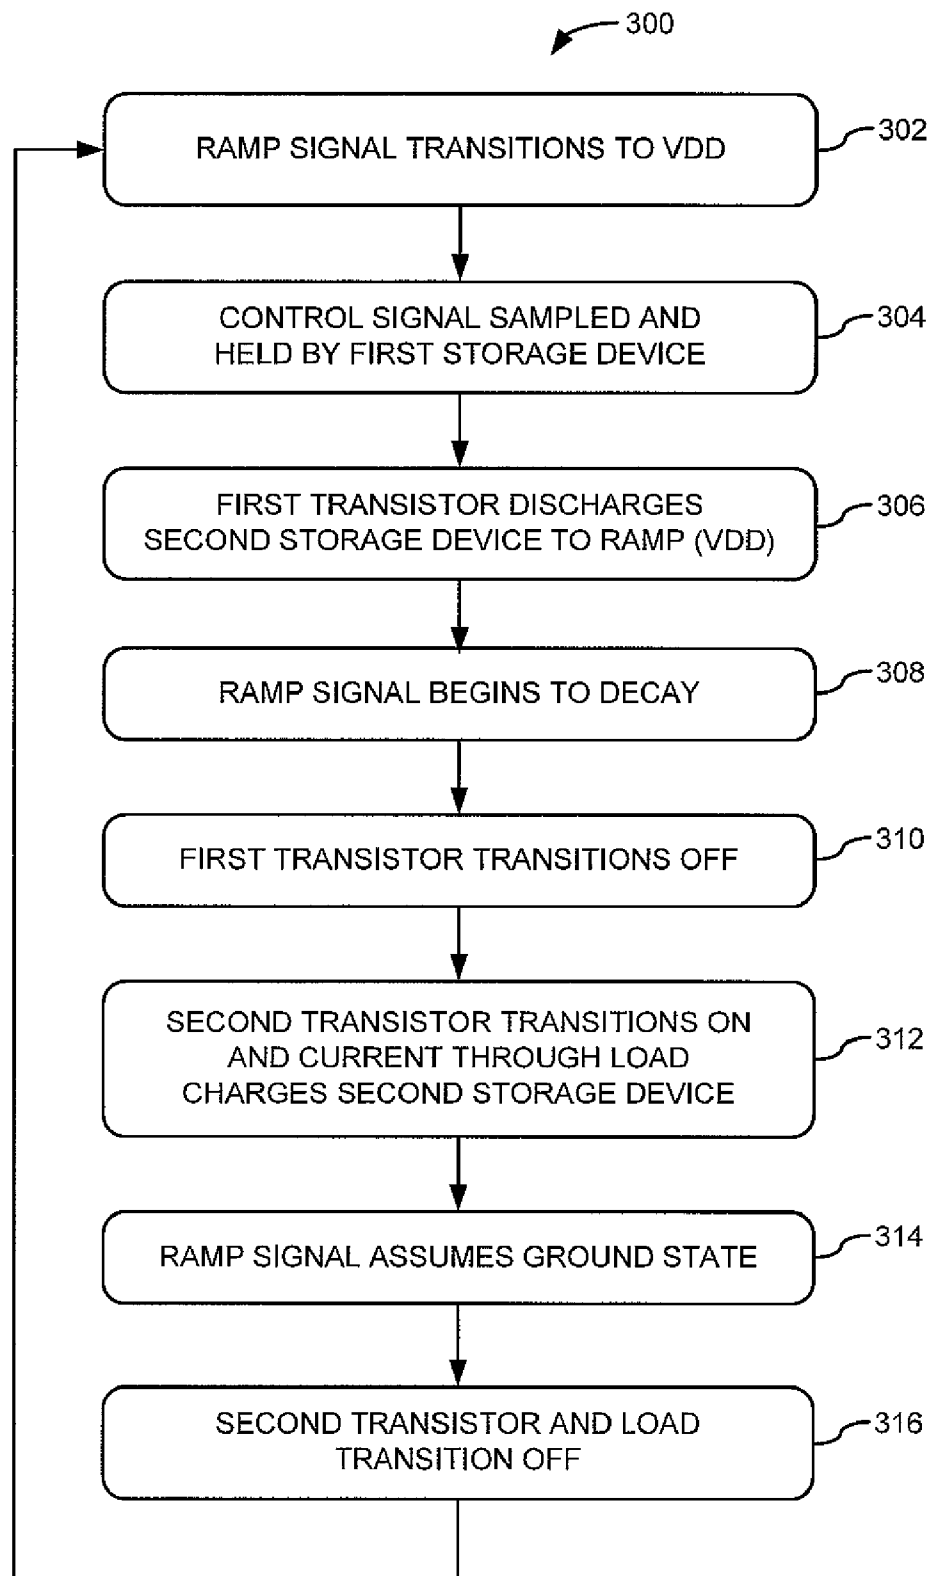 300
RAMP SIGNAL TRANSITIONS TO VDD
302
CONTROL SIGNAL SAMPLED AND
HELD BY FIRST STORAGE DEVICE
304
FIRST TRANSISTOR DISCHARGES
SECOND STORAGE DEVICE TO RAMP (VDD)
306
RAMP SIGNAL BEGINS TO DECAY
308
FIRST TRANSISTOR TRANSITIONS OFF
310
SECOND TRANSISTOR TRANSITIONS ON
AND CURRENT THROUGH LOAD
CHARGES SECOND STORAGE DEVICE
312
RAMP SIGNAL ASSUMES GROUND STATE
314
SECOND TRANSISTOR AND LOAD
TRANSITION OFF
316